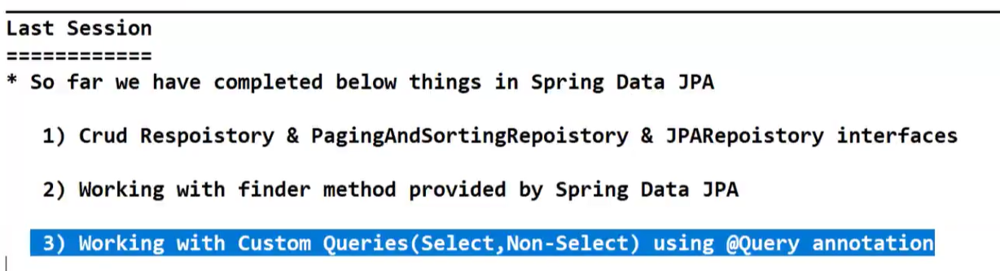 Last Session
============
* So far we have completed below things in Spring Data JPA
1) Crud Respoistory & PagingAndSortingRepoistory & JPARepoistory interfaces
2) Working with finder method provided by Spring Data JPA
3) Working with Custom Queries(Select,Non-Select) using @Query annotation